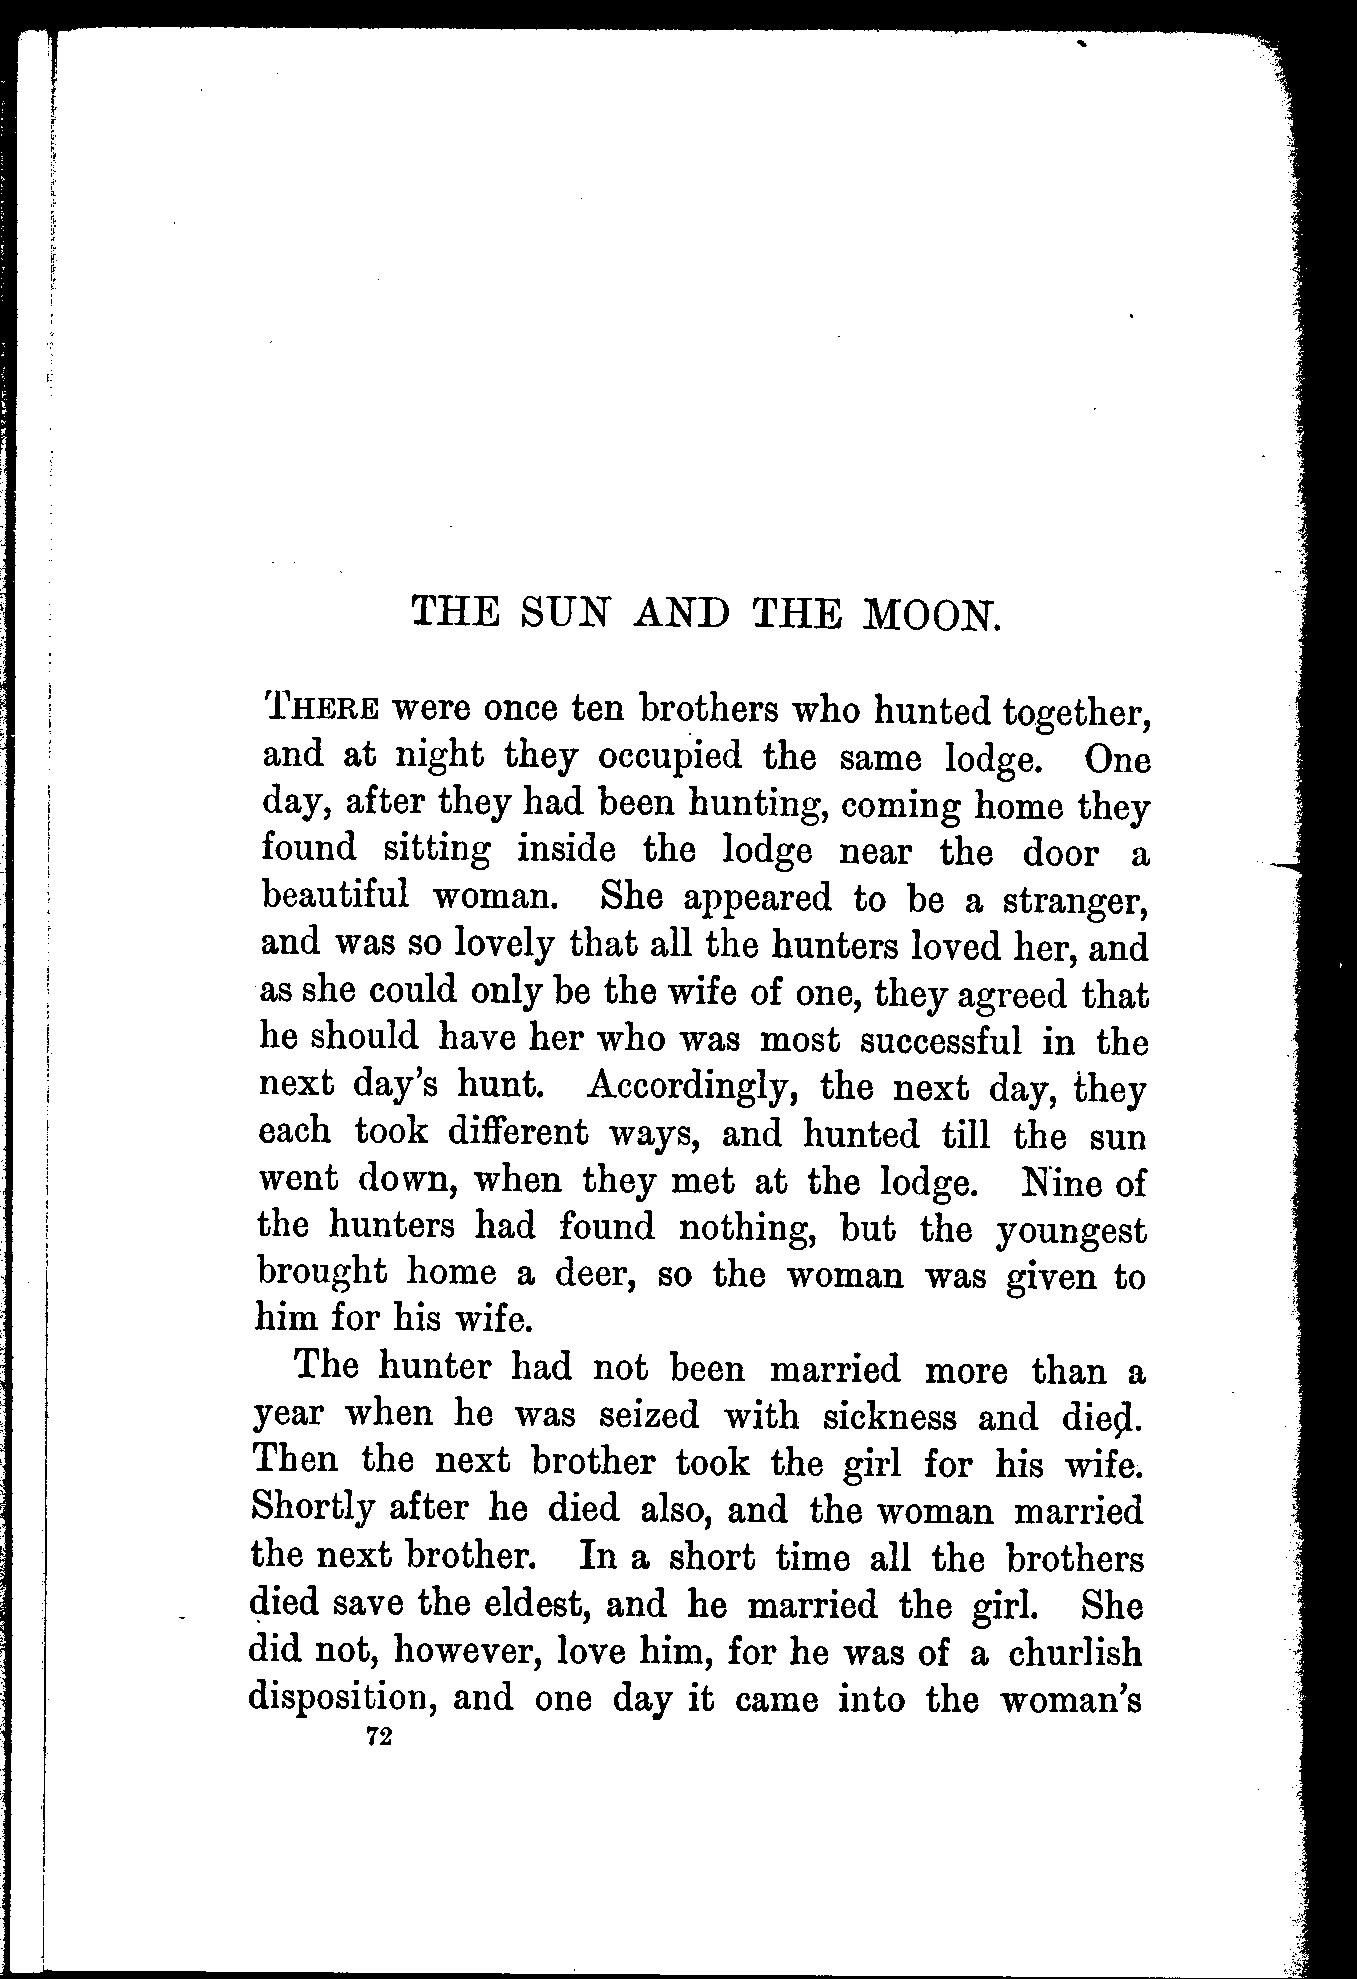 THE SUN AND THE MOON.
THERE were once ten brothers who hunted together,
and at night they occupied the same lodge. One
day, after they had been hunting, coming home they
found sitting inside the lodge near the door a
beautiful woman. She appeared to be a stranger,
and was so lovely that all the hunters loved her, and
as she could only be the wife of one, they agreed that
he should have her who was most successful in the
next day's hunt. Accordingly, the next day, they
each took different ways, and hunted till the sun
went down, when they met at the lodge. Nine of
the hunters had found nothing, but the youngest
brought home a deer, so the woman was given to
him for his wife.
The hunter had not been married more than a
year when he was seized with sickness and died.
Then the next brother took the girl for his wife.
Shortly after he died also, and the woman married
the next brother. In a short time all the brothers
died save the eldest, and he married the girl. She
did not, however, love him, for he was of a churlish
disposition, and one day it came into the woman's
72